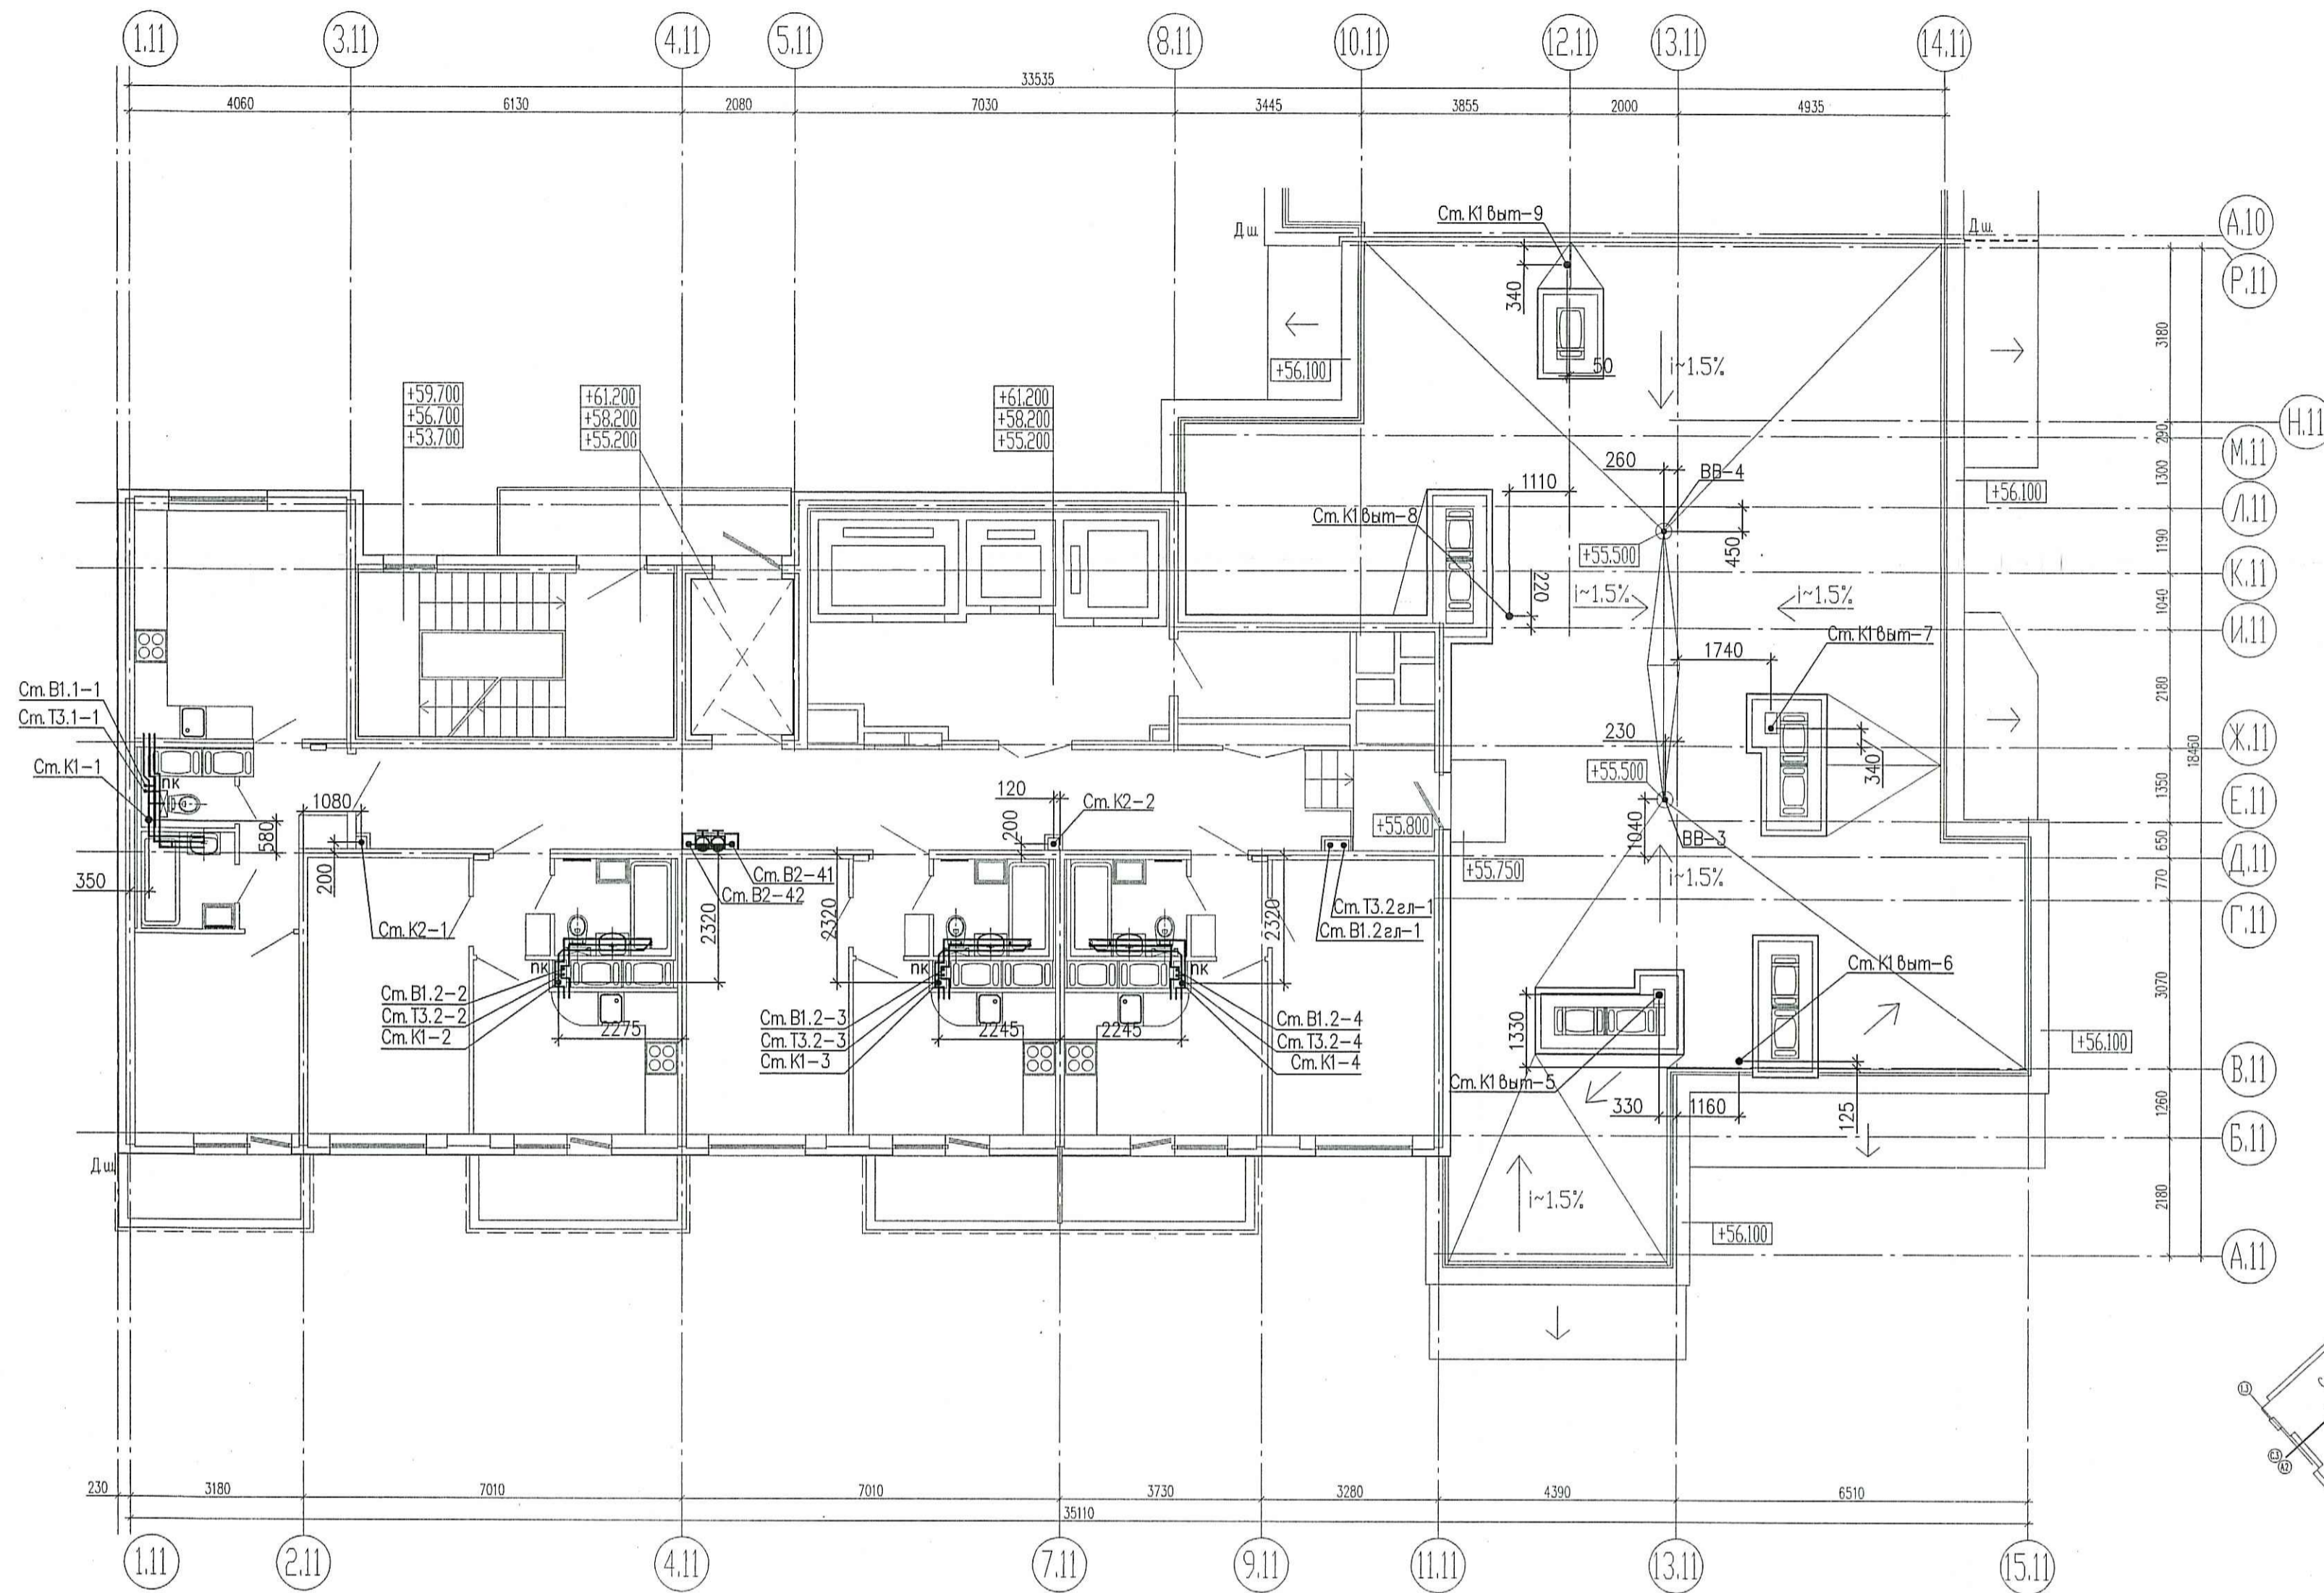 1.11 3.11 4.11 5.11 8.11 10.11 12.11 13.11 14.11
33535
4060 6130 2080 7030 3445 3855 2000 4935
Ст. К1 выт-9
Дш. Дш.
А.10
Р.11
340
50
i~1.5%
+56.100
3180
+59.700
+56.700
+53.700
+61.200
+58.200
+55.200
+61.200
+58.200
+55.200
Н.11
290
М.11
260
ВВ-4
1300
1110
+56.100
Л.11
Ст. К1 выт-8
450
+55.500
1190
К.11
220
i~1.5%
i~1.5%
1040
И.11
Ст. К1 выт-7
1740
2180
Ст. В1.1-1
Ст. Т3.1-1
230
Ж.11
18460
340
Ст. К1-1
пк
+55.500
1350
1080
120
Ст. К2-2
Е.11
580
200
+55.800
1040
ВВ-3
650
Д.11
200
350
+55.750
i~1.5%
770
Ст. В2-41
Ст. В2-42
2320
2320
2320
Ст. Т3.2гл-1
Ст. В1.2гл-1
Г.11
Ст. К2-1
пк
пк
пк
Ст. К1 выт-6
3070
Ст. В1.2-2
Ст. Т3.2-2
Ст. К1-2
2275
Ст. В1.2-3
Ст. Т3.2-3
Ст. К1-3
2245
2245
Ст. В1.2-4
Ст. Т3.2-4
Ст. К1-4
1330
+56.100
Ст. К1 выт-5
В.11
330
1160
125
1260
Б.11
Дш.
i~1.5%
2180
+56.100
А.11
230 3180 7010 7010 3730 3280 4390 6510
35110
1.11 2.11 4.11 7.11 9.11 11.11 13.11 15.11